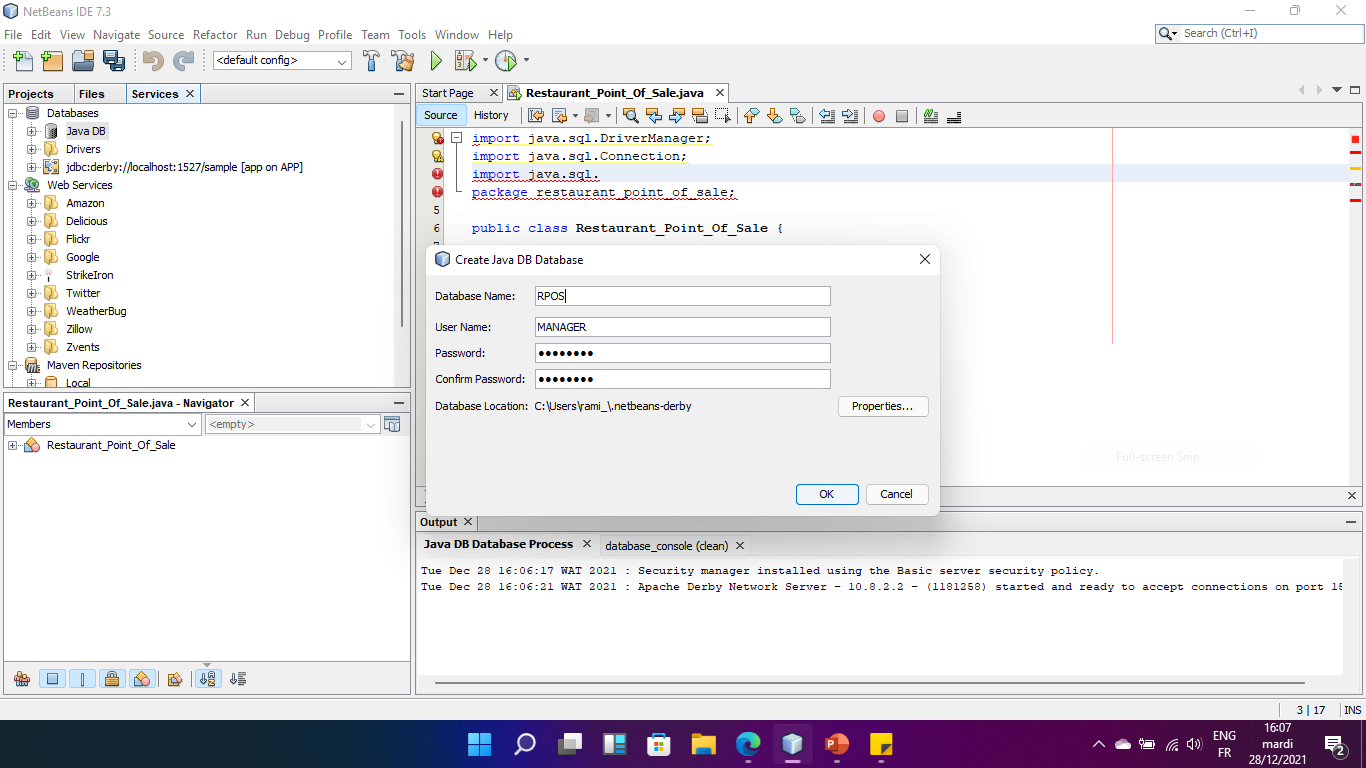 NetBeans IDE 7.3
File Edit View Navigate Source Refactor Run Debug Profile Team Tools Window Help
Search (Ctrl+I)
<default config>
Projects Files Services
Databases
Java DB
Drivers
jdbc:derby://localhost:1527/sample [app on APP]
Web Services
Amazon
Delicious
Flickr
Google
StrikeIron
Twitter
WeatherBug
Zillow
Zvents
Maven Repositories
Local
Restaurant_Point_Of_Sale.java - Navigator
Members <empty>
Restaurant_Point_Of_Sale
Start Page Restaurant_Point_Of_Sale.java
Source History
import java.sql.DriverManager;
import java.sql.Connection;
import java.sql.
package restaurant_point_of_sale;
5
6 public class Restaurant_Point_Of_Sale {
Create Java DB Database
Database Name: RPOS
User Name: MANAGER
Password: ●●●●●●●●
Confirm Password: ●●●●●●●●
Database Location: C:\Users\rami_\.netbeans-derby
Properties...
OK Cancel
Full-screen Snip
Output
Java DB Database Process database_console (clean)
Tue Dec 28 16:06:17 WAT 2021 : Security manager installed using the Basic server security policy.
Tue Dec 28 16:06:21 WAT 2021 : Apache Derby Network Server - 10.8.2.2 - (1181258) started and ready to accept connections on port 15
3 | 17 INS
ENG
FR
16:07
mardi
28/12/2021
2